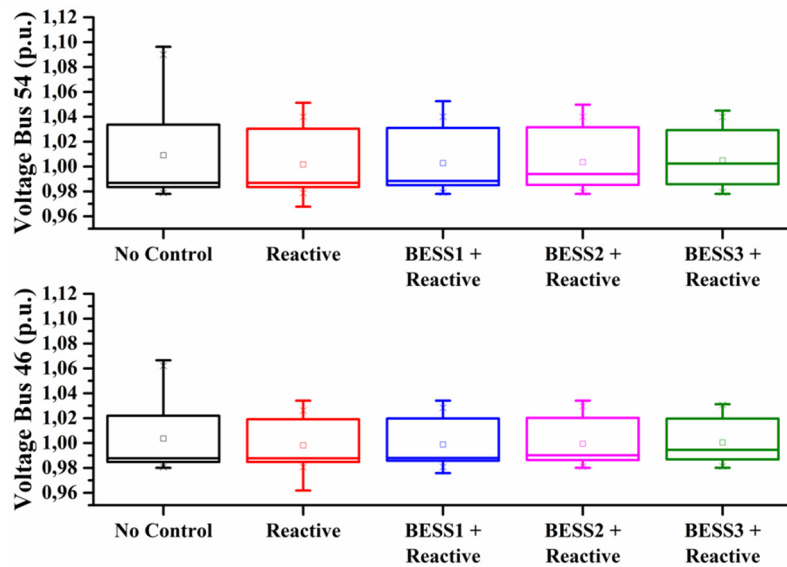 Voltage Bus 54 (p.u.)
1,12
1,10
1,08
1,06
1,04
1,02
1,00
0,98
0,96
No Control
Reactive
BESS1 +
Reactive
BESS2 +
Reactive
BESS3 +
Reactive
Voltage Bus 46 (p.u.)
1,12
1,10
1,08
1,06
1,04
1,02
1,00
0,98
0,96
No Control
Reactive
BESS1 +
Reactive
BESS2 +
Reactive
BESS3 +
Reactive